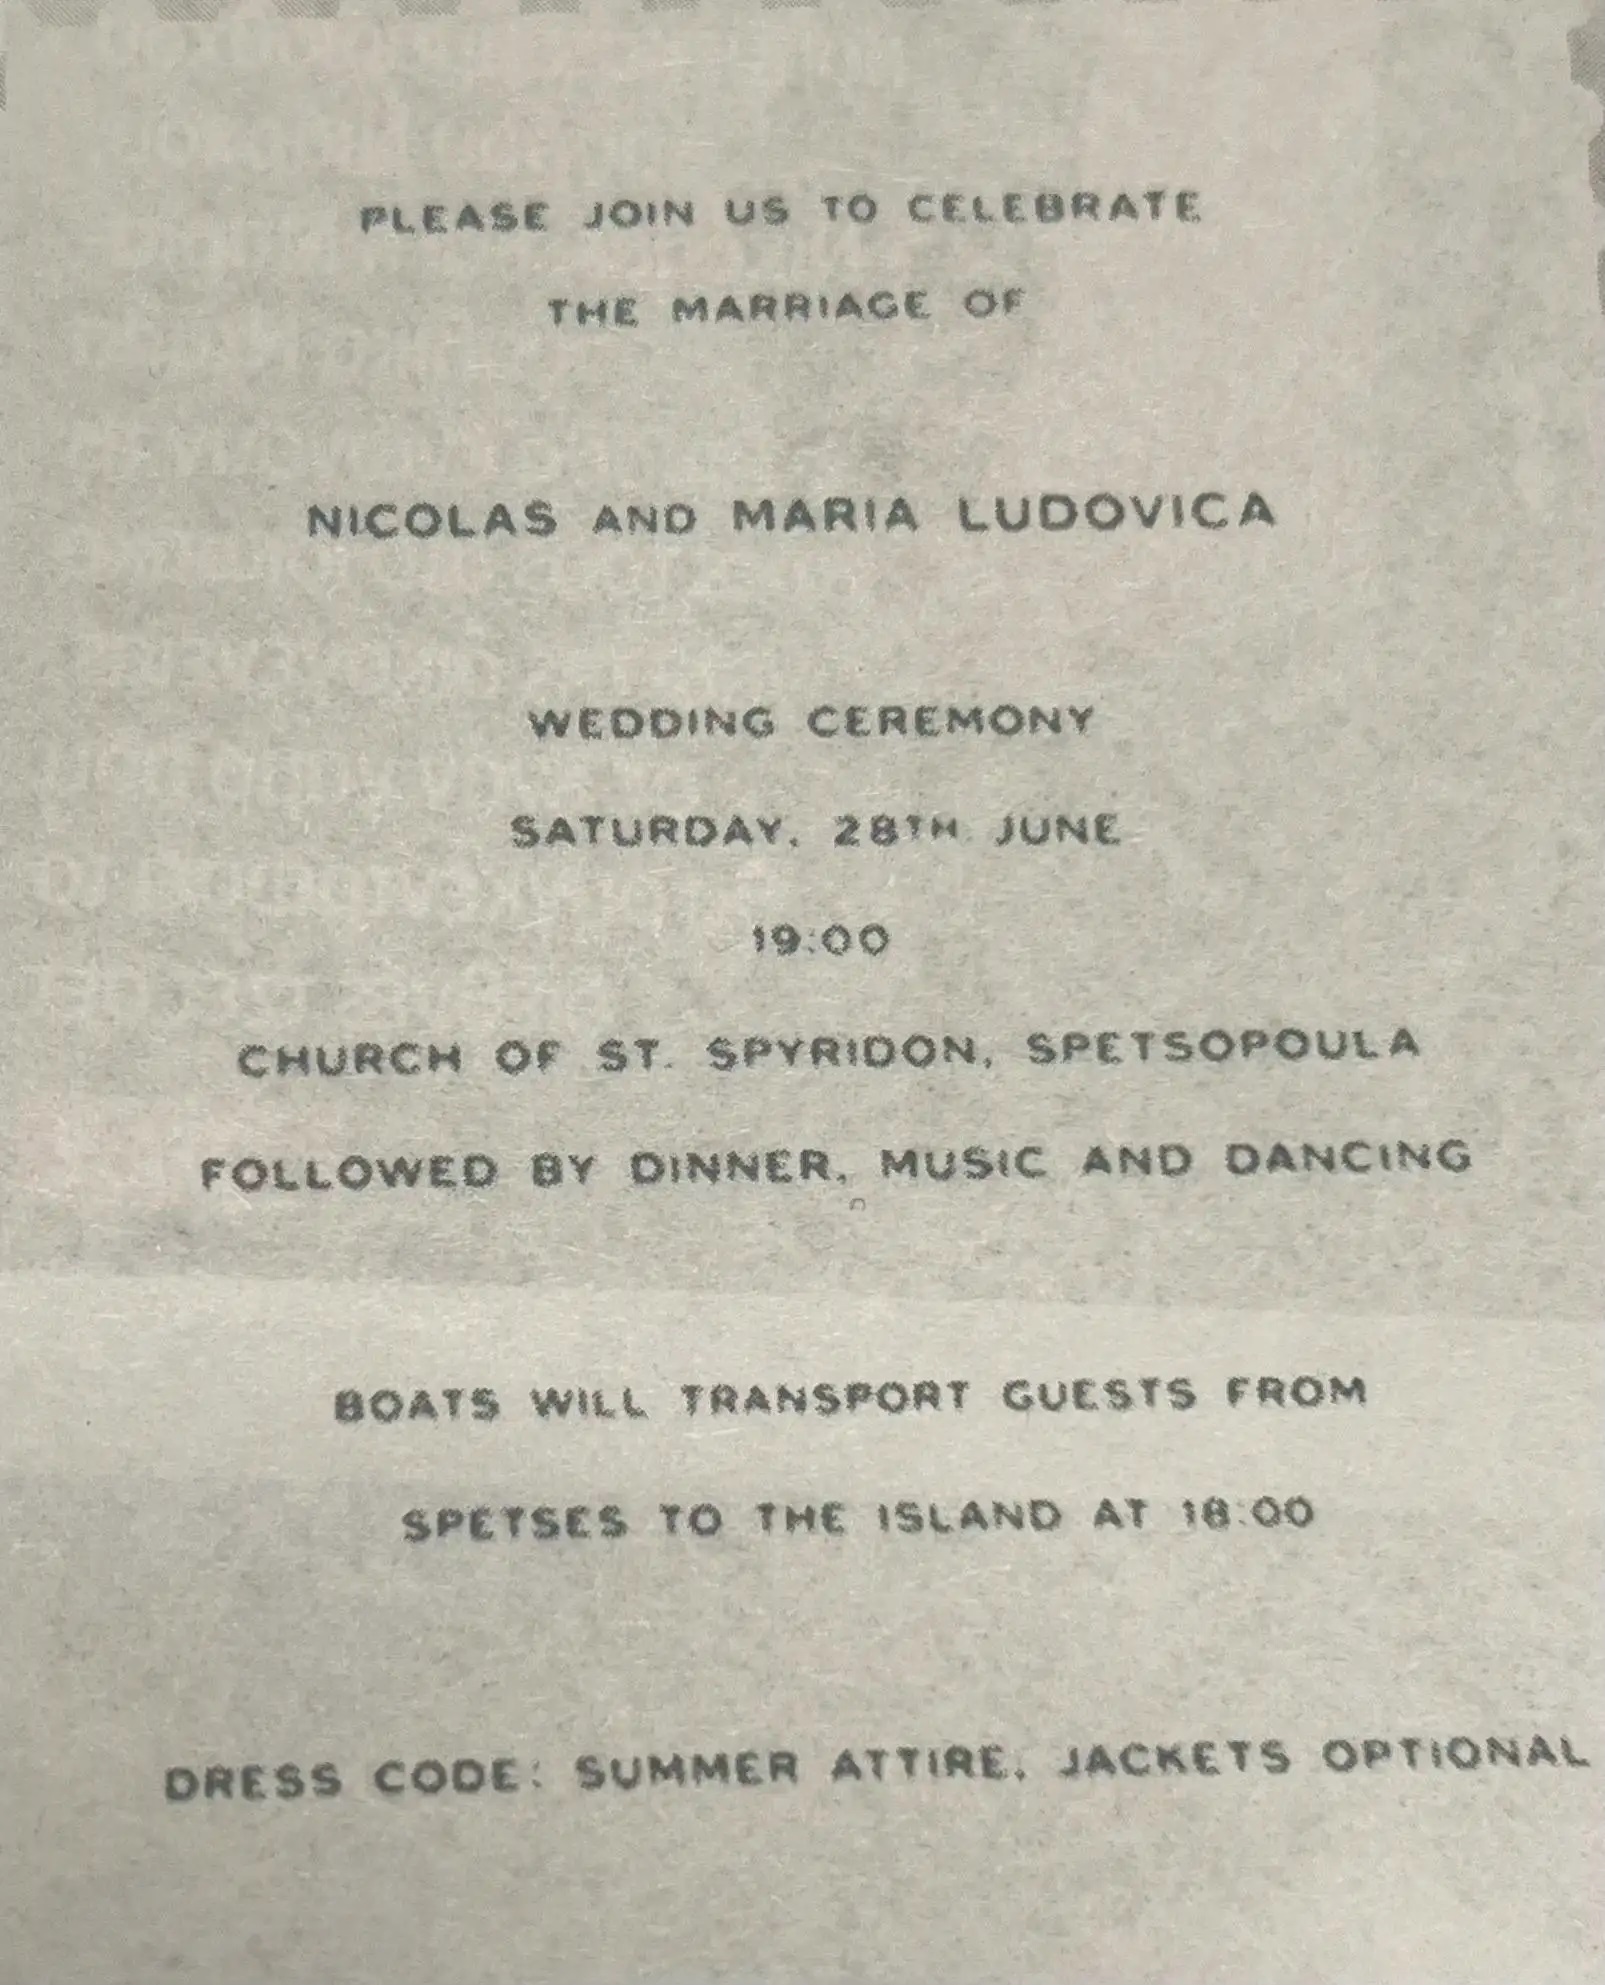 PLEASE JOIN US TO CELEBRATE
THE MARRIAGE OF
NICOLAS AND MARIA LUDOVICA
WEDDING CEREMONY
SATURDAY, 28TH JUNE
19:00
CHURCH OF ST. SPYRIDON, SPETSOPOULA
FOLLOWED BY DINNER, MUSIC AND DANCING
BOATS WILL TRANSPORT GUESTS FROM
SPETSES TO THE ISLAND AT 18:00
DRESS CODE: SUMMER ATTIRE, JACKETS OPTIONAL